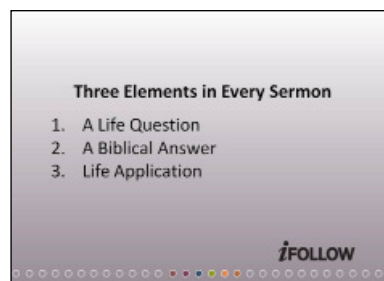 Three Elements in Every Sermon
1. A Life Question
2. A Biblical Answer
3. Life Application
iFOLLOW